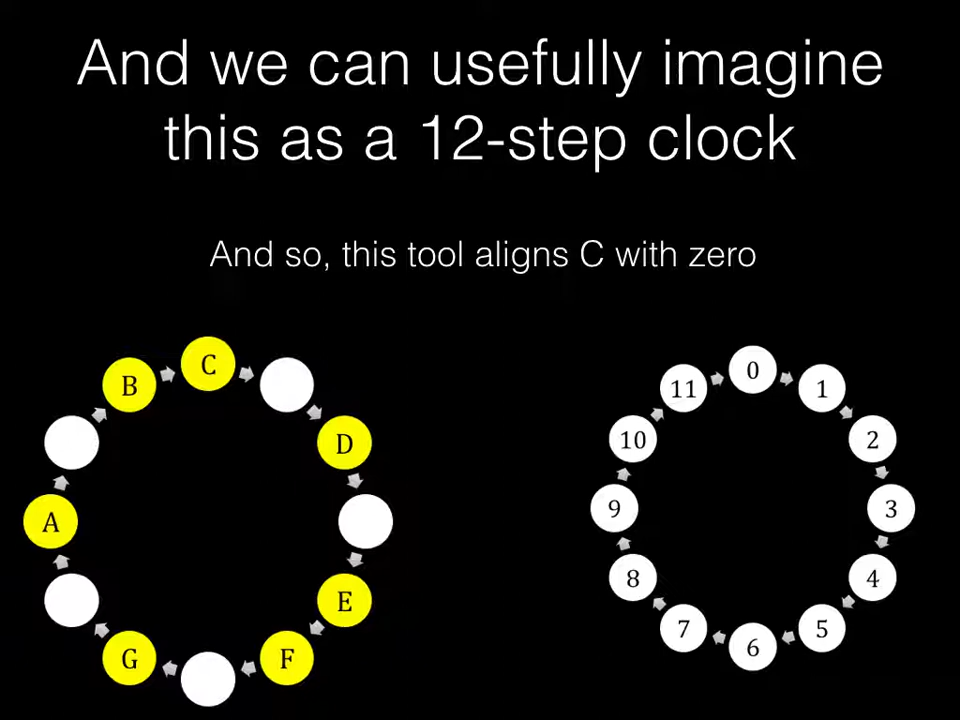 And we can usefully imagine
this as a 12-step clock
And so, this tool aligns C with zero
C
D
E
F
G
A
B
0
1
2
3
4
5
6
7
8
9
10
11